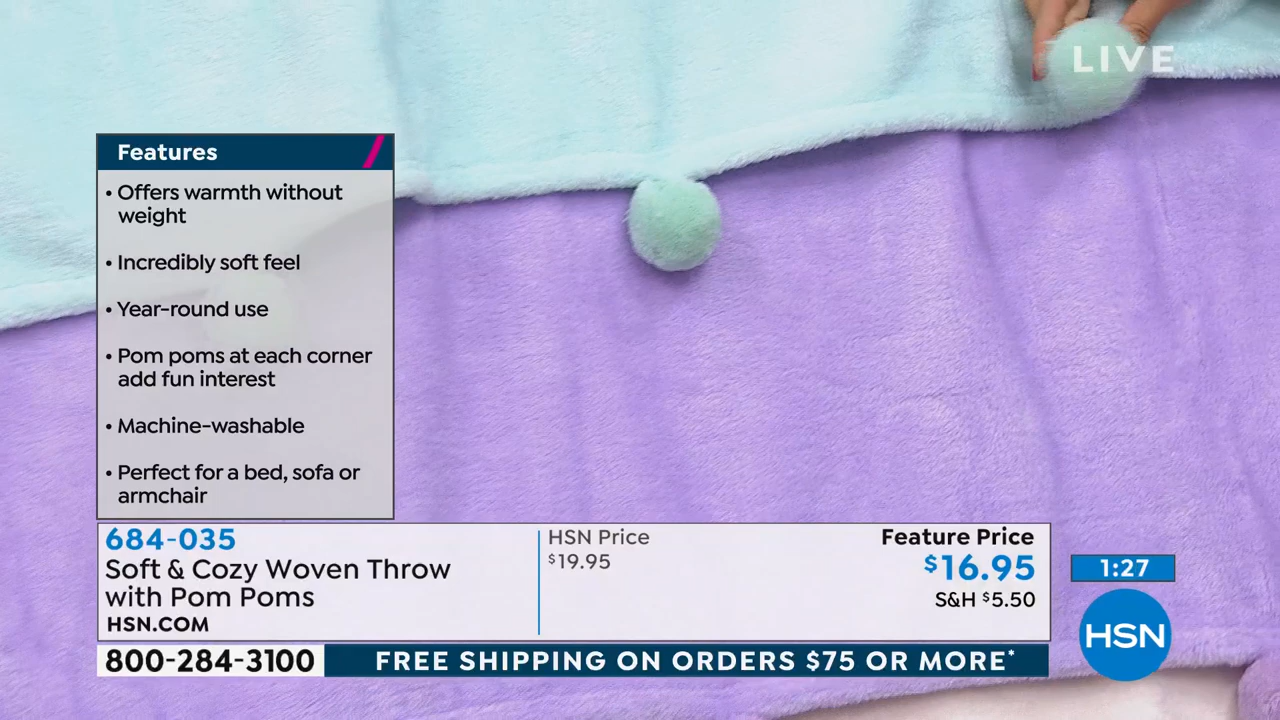 LIVE
Features
• Offers warmth without
weight
• Incredibly soft feel
• Year-round use
• Pom poms at each corner
add fun interest
• Machine-washable
• Perfect for a bed, sofa or
armchair
684-035
Soft & Cozy Woven Throw
with Pom Poms
HSN.COM
HSN Price
$19.95
Feature Price
$16.95
S&H $5.50
1:27
HSN
800-284-3100
FREE SHIPPING ON ORDERS $75 OR MORE*